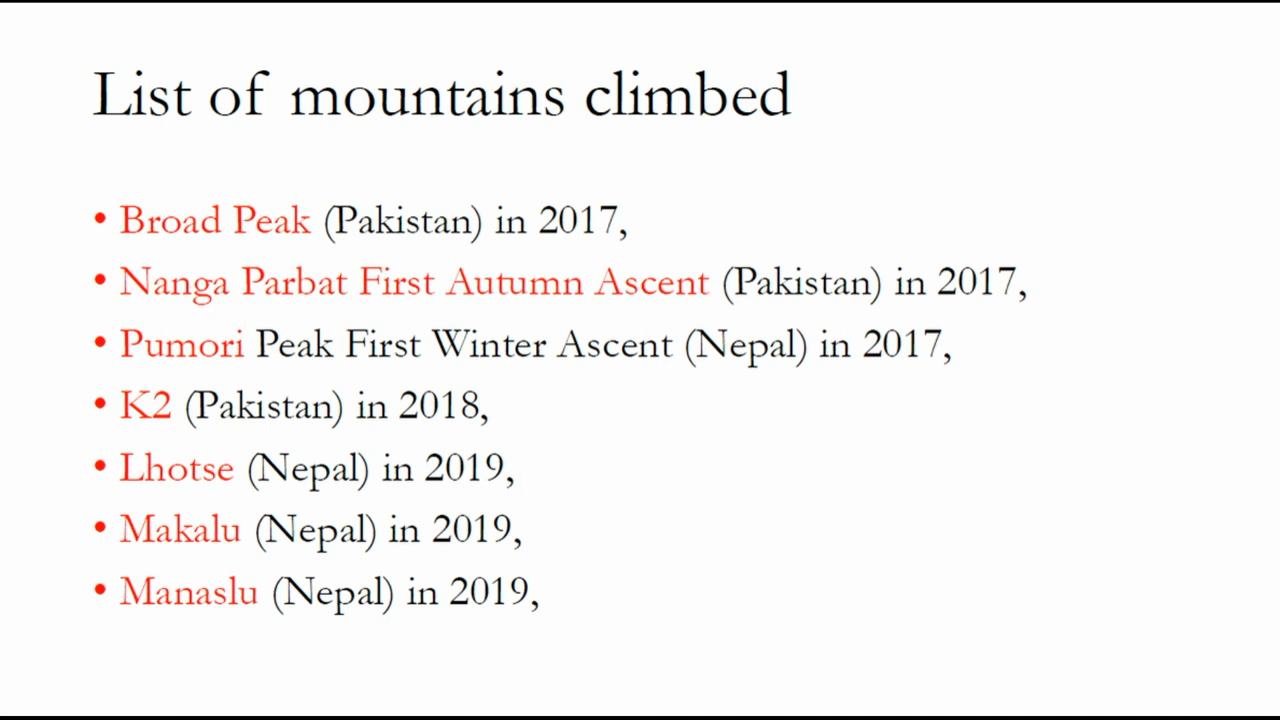 List of mountains climbed
• Broad Peak (Pakistan) in 2017,
• Nanga Parbat First Autumn Ascent (Pakistan) in 2017,
• Pumori Peak First Winter Ascent (Nepal) in 2017,
• K2 (Pakistan) in 2018,
• Lhotse (Nepal) in 2019,
• Makalu (Nepal) in 2019,
• Manaslu (Nepal) in 2019,